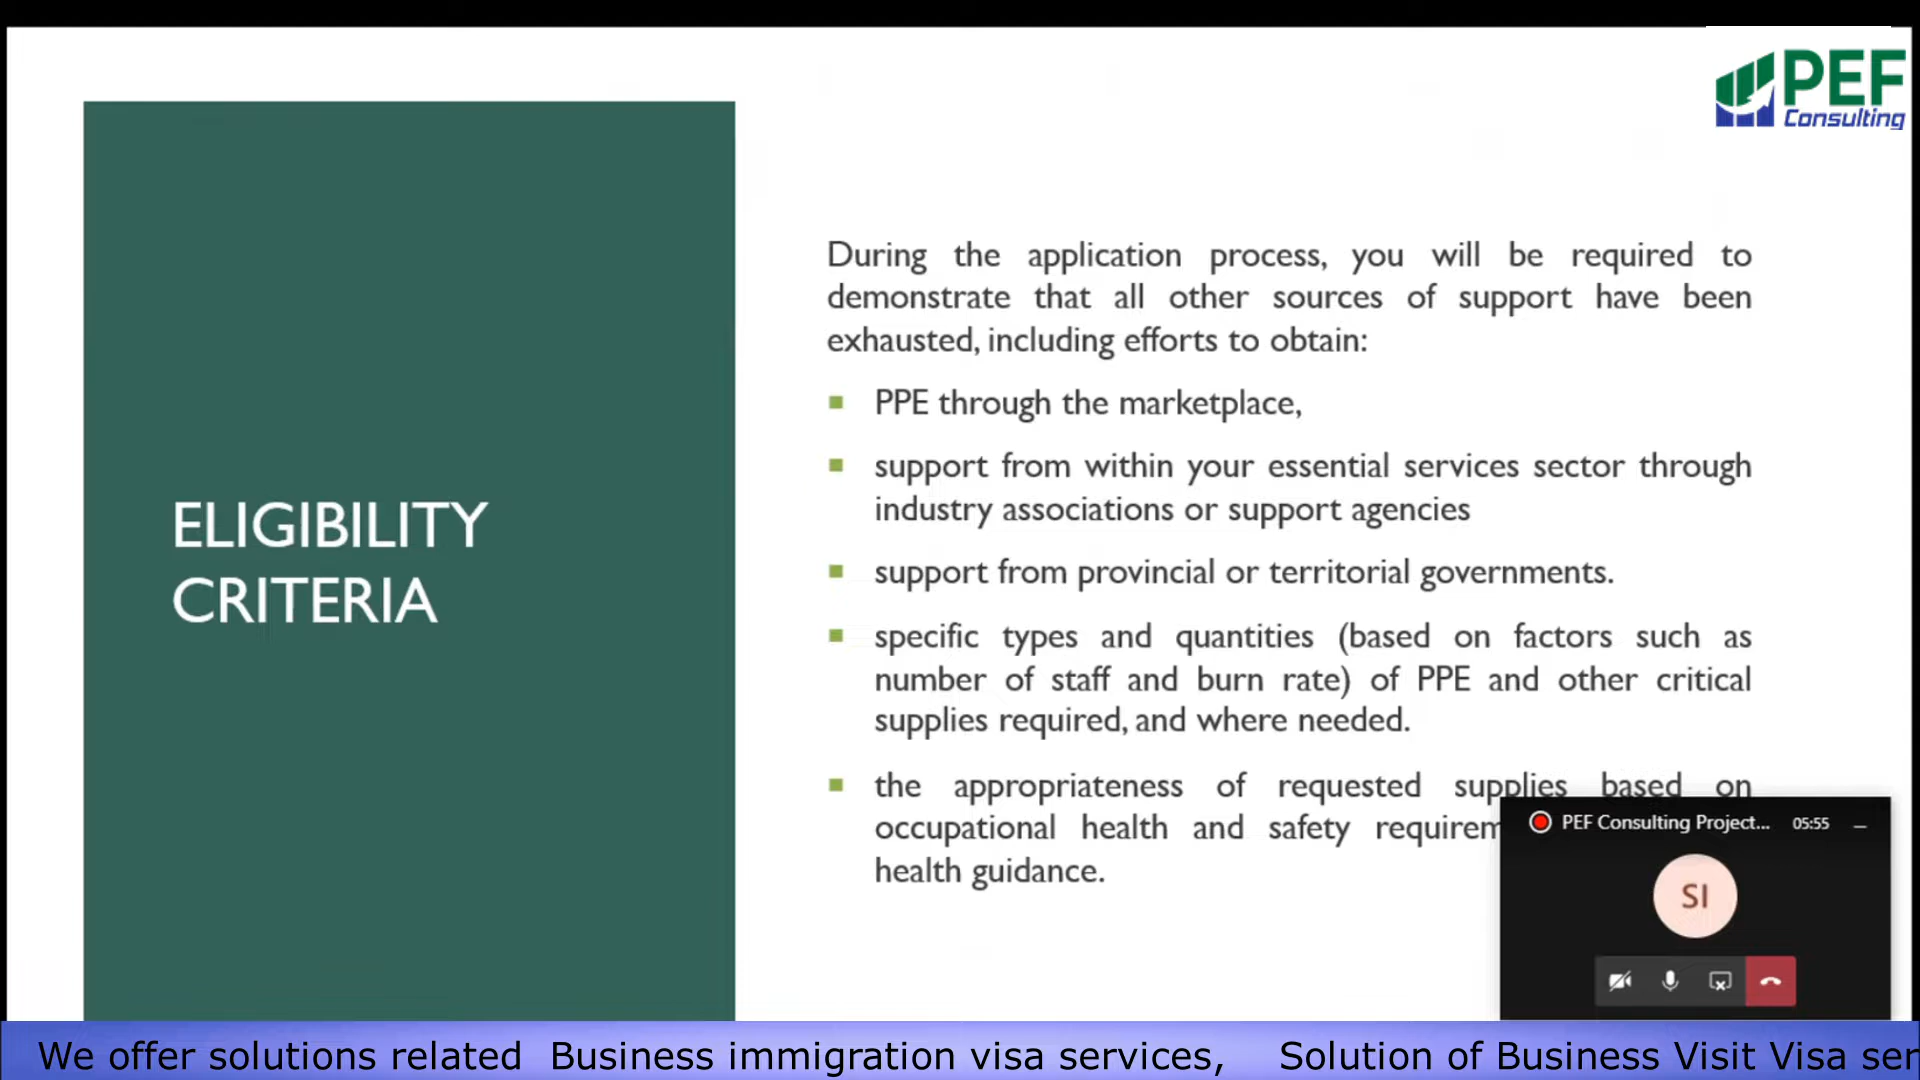 PEF
Consulting
ELIGIBILITY
CRITERIA
During the application process, you will be required to
demonstrate that all other sources of support have been
exhausted, including efforts to obtain:
PPE through the marketplace,
support from within your essential services sector through
industry associations or support agencies
support from provincial or territorial governments.
specific types and quantities (based on factors such as
number of staff and burn rate) of PPE and other critical
supplies required, and where needed.
the appropriateness of requested supplies based on
occupational health and safety
health guidance.
PEF Consulting Project... 05:55
SI
We offer solutions related Business immigration visa services, Solution of Business Visit Visa